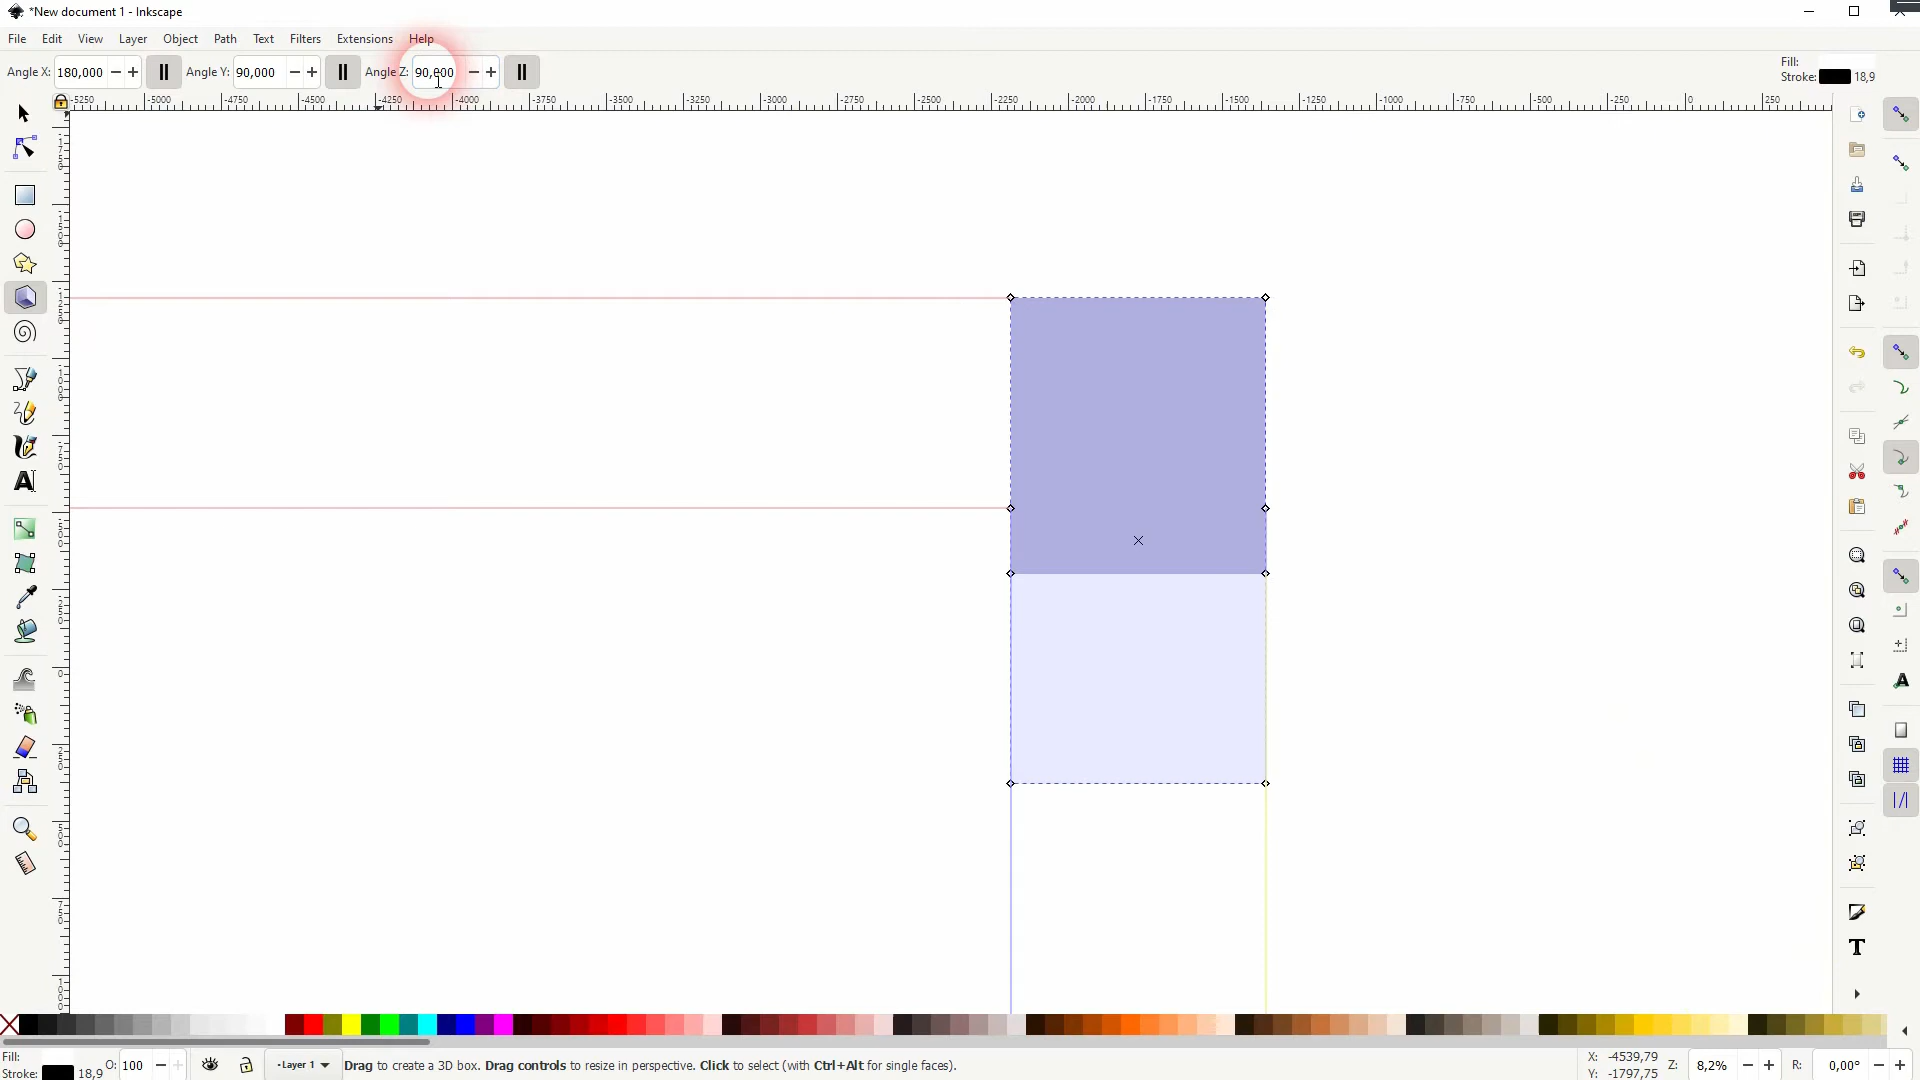 *New document 1 - Inkscape
File Edit View Layer Path Object Text Filters Extensions Help
Angle X: 180,000 Angle Y: 90,000 Angle Z: 90,000
Fill:
Stroke: 18,9
-5250 -5000 -4750 -4500 -4250 -4000 -3750 -3500 -3250 -3000 -2750 -2500 -2250 -2000 -1750 -1500 -1250 -1000 -750 -500 -250 0 250
Fill:
Stroke: 18,9
O: 100
-Layer 1
Drag to create a 3D box. Drag controls to resize in perspective. Click to select (with Ctrl+Alt for single faces).
X: -4539,79
Y: -1797,75
Z: 8,2%
R: 0,00°